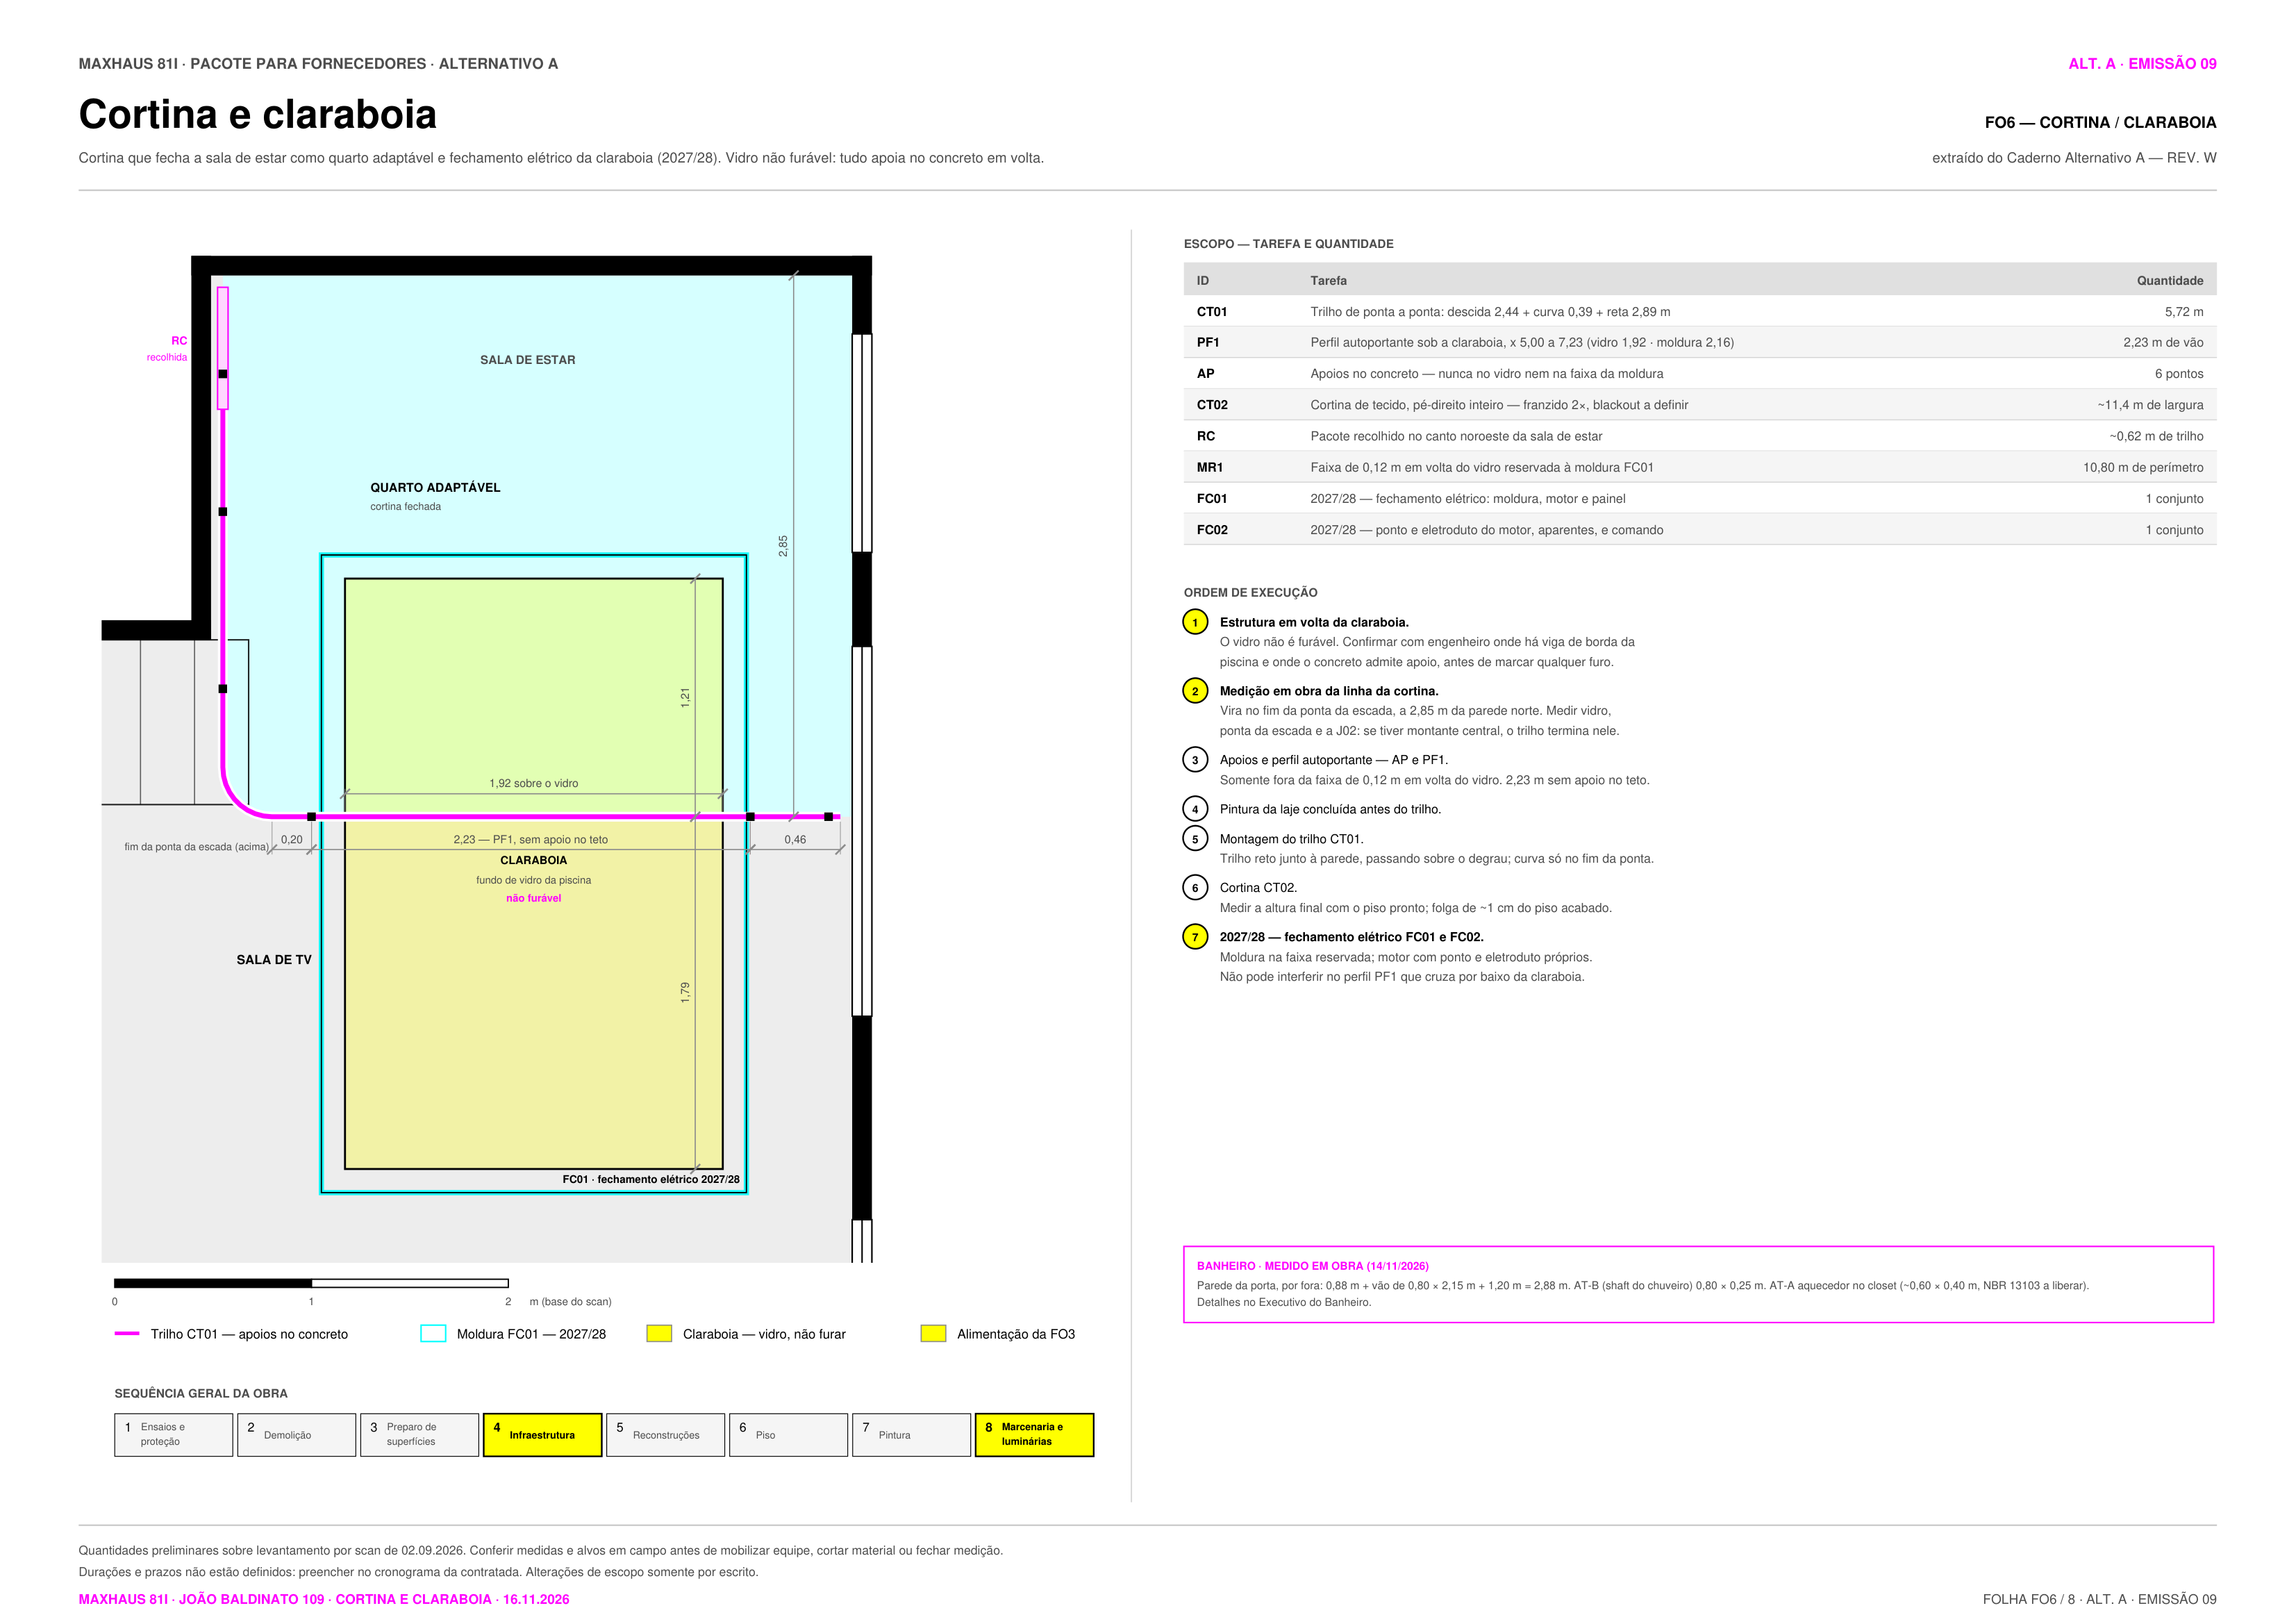 MAXHAUS 81I · PACOTE PARA FORNECEDORES · ALTERNATIVO A
ALT. A · EMISSÃO 09
Cortina e claraboia
FO6 — CORTINA / CLARABOIA
Cortina que fecha a sala de estar como quarto adaptável e fechamento elétrico da claraboia (2027/28). Vidro não furável: tudo apoia no concreto em volta.
extraído do Caderno Alternativo A — REV. W
RC
recolhida
SALA DE ESTAR
QUARTO ADAPTÁVEL
cortina fechada
2,85
1,21
1,92 sobre o vidro
fim da ponta da escada (acima)
0,20
2,23 — PF1, sem apoio no teto
0,46
CLARABOIA
fundo de vidro da piscina
não furável
SALA DE TV
1,79
FC01 · fechamento elétrico 2027/28
0
1
2
m (base do scan)
Trilho CT01 — apoios no concreto
Moldura FC01 — 2027/28
Claraboia — vidro, não furar
Alimentação da FO3
SEQUÊNCIA GERAL DA OBRA
1 Ensaios e
proteção
2 Demolição
3 Preparo de
superfícies
4 Infraestrutura
5 Reconstruções
6 Piso
7 Pintura
8 Marcenaria e
luminárias
ESCOPO — TAREFA E QUANTIDADE
ID Tarefa Quantidade
CT01 Trilho de ponta a ponta: descida 2,44 + curva 0,39 + reta 2,89 m 5,72 m
PF1 Perfil autoportante sob a claraboia, x 5,00 a 7,23 (vidro 1,92 · moldura 2,16) 2,23 m de vão
AP Apoios no concreto — nunca no vidro nem na faixa da moldura 6 pontos
CT02 Cortina de tecido, pé-direito inteiro — franzido 2×, blackout a definir ~11,4 m de largura
RC Pacote recolhido no canto noroeste da sala de estar ~0,62 m de trilho
MR1 Faixa de 0,12 m em volta do vidro reservada à moldura FC01 10,80 m de perímetro
FC01 2027/28 — fechamento elétrico: moldura, motor e painel 1 conjunto
FC02 2027/28 — ponto e eletroduto do motor, aparentes, e comando 1 conjunto
ORDEM DE EXECUÇÃO
1 Estrutura em volta da claraboia.
O vidro não é furável. Confirmar com engenheiro onde há viga de borda da
piscina e onde o concreto admite apoio, antes de marcar qualquer furo.
2 Medição em obra da linha da cortina.
Vira no fim da ponta da escada, a 2,85 m da parede norte. Medir vidro,
ponta da escada e a J02: se tiver montante central, o trilho termina nele.
3 Apoios e perfil autoportante — AP e PF1.
Somente fora da faixa de 0,12 m em volta do vidro. 2,23 m sem apoio no teto.
4 Pintura da laje concluída antes do trilho.
5 Montagem do trilho CT01.
Trilho reto junto à parede, passando sobre o degrau; curva só no fim da ponta.
6 Cortina CT02.
Medir a altura final com o piso pronto; folga de ~1 cm do piso acabado.
7 2027/28 — fechamento elétrico FC01 e FC02.
Moldura na faixa reservada; motor com ponto e eletroduto próprios.
Não pode interferir no perfil PF1 que cruza por baixo da claraboia.
BANHEIRO · MEDIDO EM OBRA (14/11/2026)
Parede da porta, por fora: 0,88 m + vão de 0,80 × 2,15 m + 1,20 m = 2,88 m. AT-B (shaft do chuveiro) 0,80 × 0,25 m. AT-A aquecedor no closet (~0,60 × 0,40 m, NBR 13103 a liberar).
Detalhes no Executivo do Banheiro.
Quantidades preliminares sobre levantamento por scan de 02.09.2026. Conferir medidas e alvos em campo antes de mobilizar equipe, cortar material ou fechar medição.
Durações e prazos não estão definidos: preencher no cronograma da contratada. Alterações de escopo somente por escrito.
MAXHAUS 81I · JOÃO BALDINATO 109 · CORTINA E CLARABOIA · 16.11.2026
FOLHA FO6 / 8 · ALT. A · EMISSÃO 09